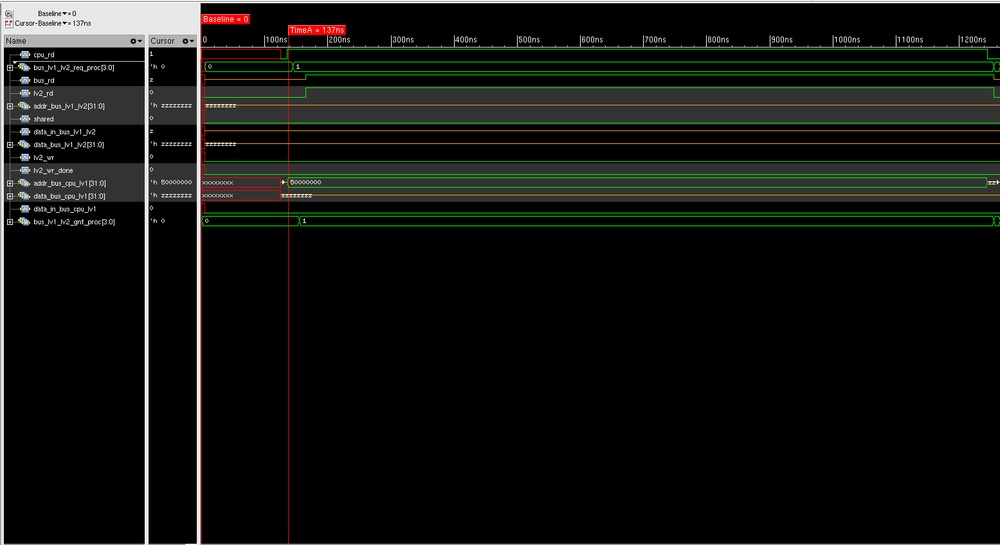 Baseline▼= 0
Cursor-Baseline▼= 137ns
Baseline = 0
TimeA = 137ns
Name Cursor 0 100ns 200ns 300ns 400ns 500ns 600ns 700ns 800ns 900ns 1000ns 1100ns 1200ns
cpu_rd 1
bus_lv1_lv2_req_proc[3:0] 'h 0 0 1
bus_rd z
lv2_rd 0
addr_bus_lv1_lv2[31:0] 'h zzzzzzzz zzzzzzzz
shared 0
data_in_bus_lv1_lv2 z
data_bus_lv1_lv2[31:0] 'h zzzzzzzz zzzzzzzz
lv2_wr 0
lv2_wr_done 0
addr_bus_cpu_lv1[31:0] 'h 50000000 xxxxxxxx 50000000 zz
data_bus_cpu_lv1[31:0] 'h zzzzzzzz xxxxxxxx zzzzzzzz
data_in_bus_cpu_lv1 0
bus_lv1_lv2_gnt_proc[3:0] 'h 0 0 1